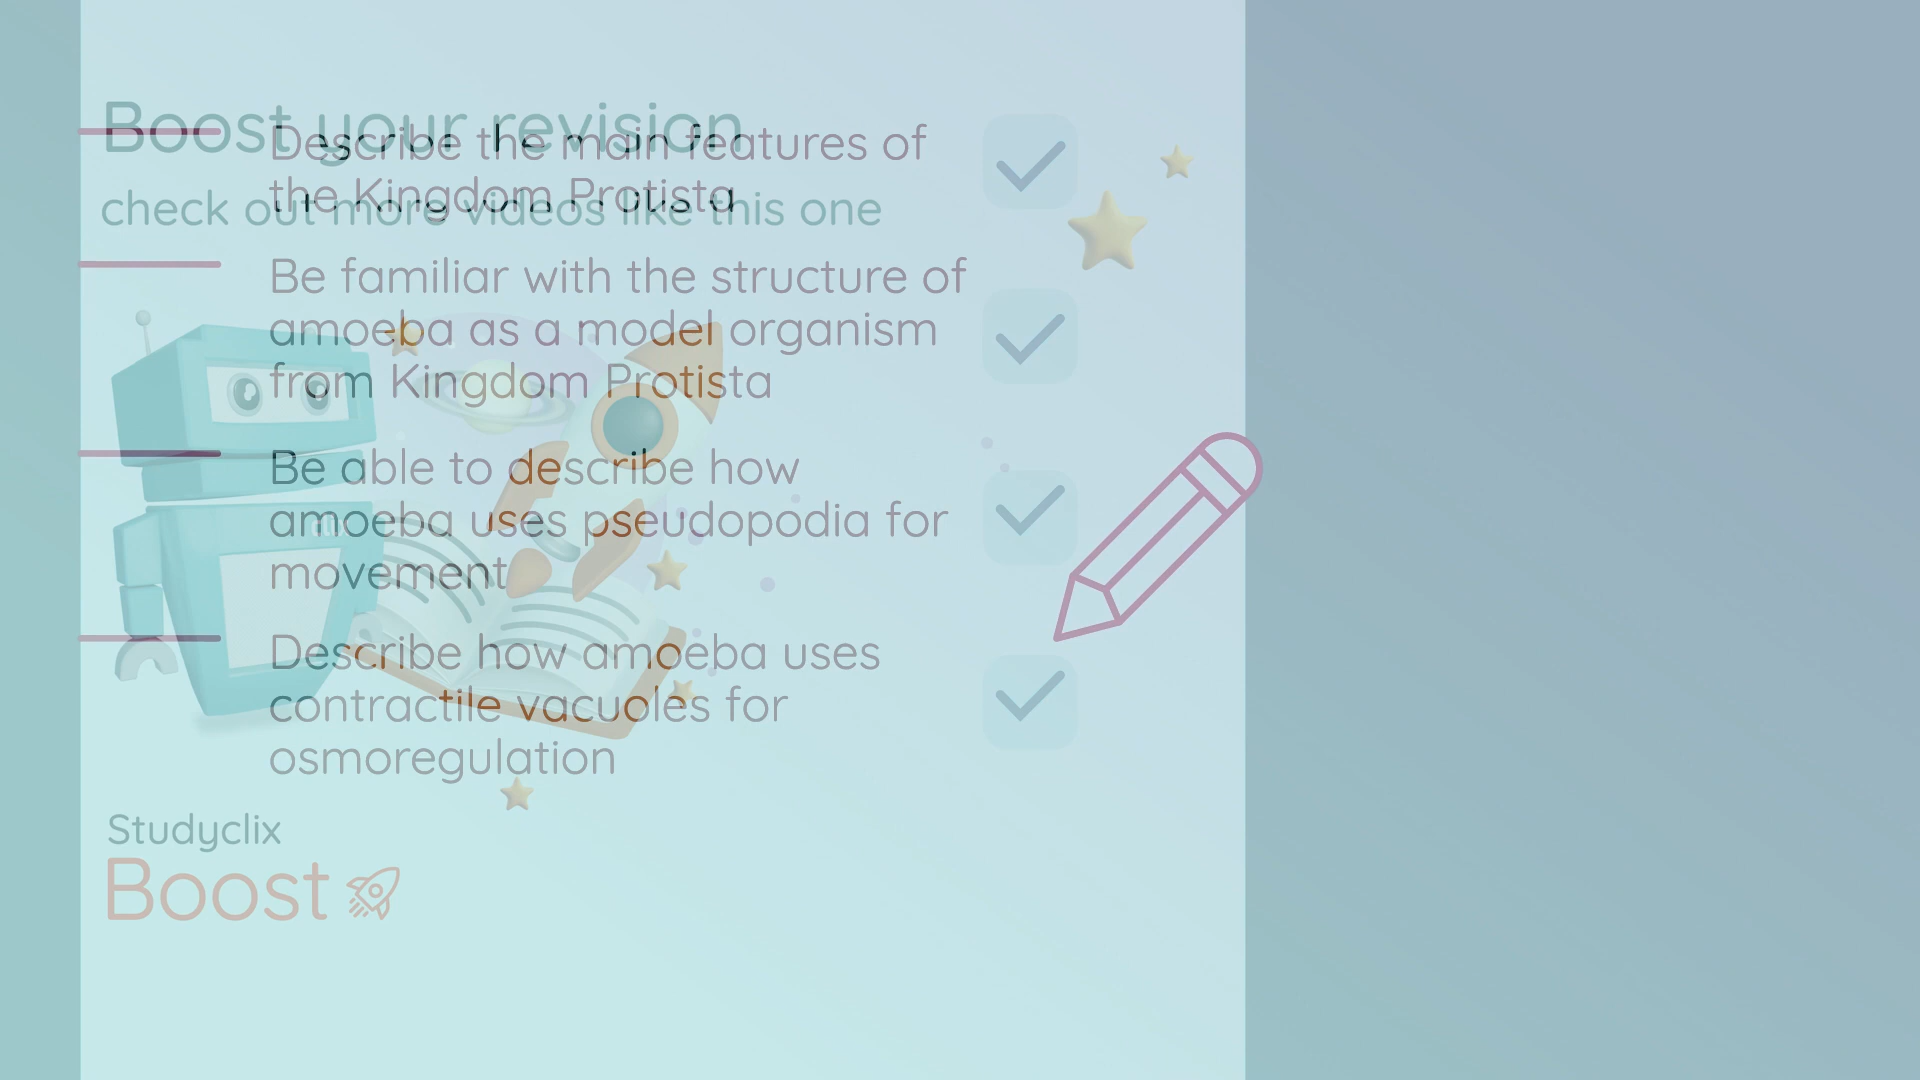 Boost your revision
check out more videos like this one
Describe the main features of
the Kingdom Protista
Be familiar with the structure of
amoeba as a model organism
from Kingdom Protista
Be able to describe how
amoeba uses pseudopodia for
movement
Describe how amoeba uses
contractile vacuoles for
osmoregulation
Studyclix
Boost